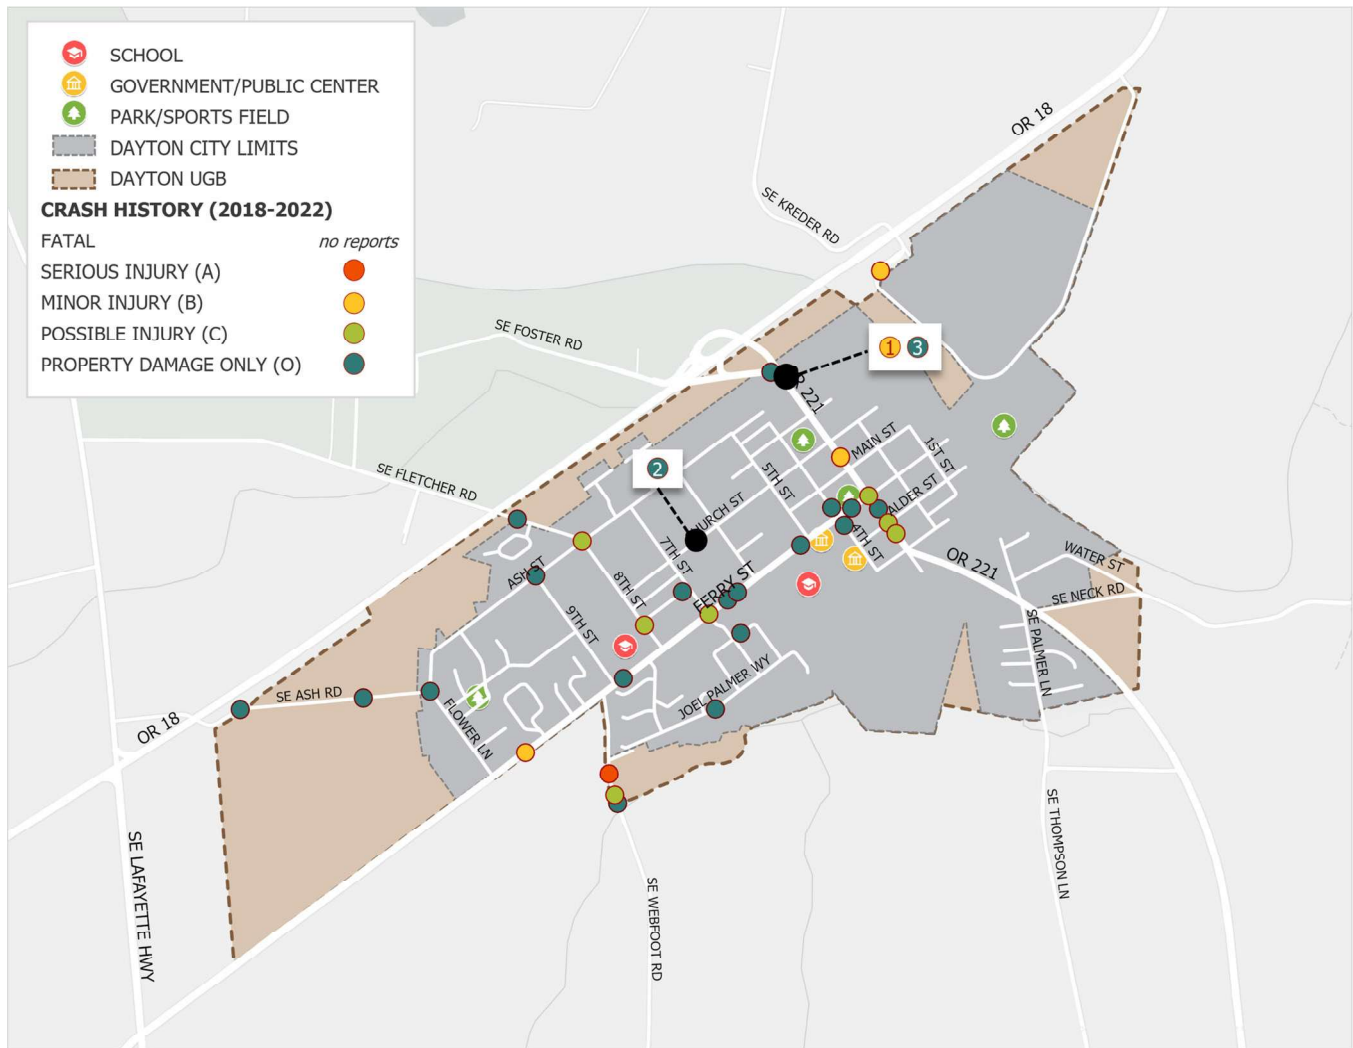 SCHOOL
GOVERNMENT/PUBLIC CENTER
PARK/SPORTS FIELD
DAYTON CITY LIMITS
DAYTON UGB
CRASH HISTORY (2018-2022)
FATAL no reports
SERIOUS INJURY (A)
MINOR INJURY (B)
POSSIBLE INJURY (C)
PROPERTY DAMAGE ONLY (O)
OR 18
SE KREDER RD
SE FOSTER RD
1 3
221
MAIN ST
1ST ST
5TH ST
2
SE FLETCHER RD
ALDER ST
4TH ST
7TH ST
OR 221
WATER ST
SE NECK RD
ASH ST
8TH ST
FERRY ST
9TH ST
SE PALMER LN
JOEL PALMER WY
SE ASH RD
FLOWER LN
OR 18
SE LAFAYETTE HWY
SE WEBFOOT RD
SE THOMPSON LN